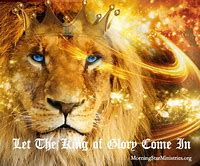 Let The King of Glory Come In
MorningStarMinistries.org